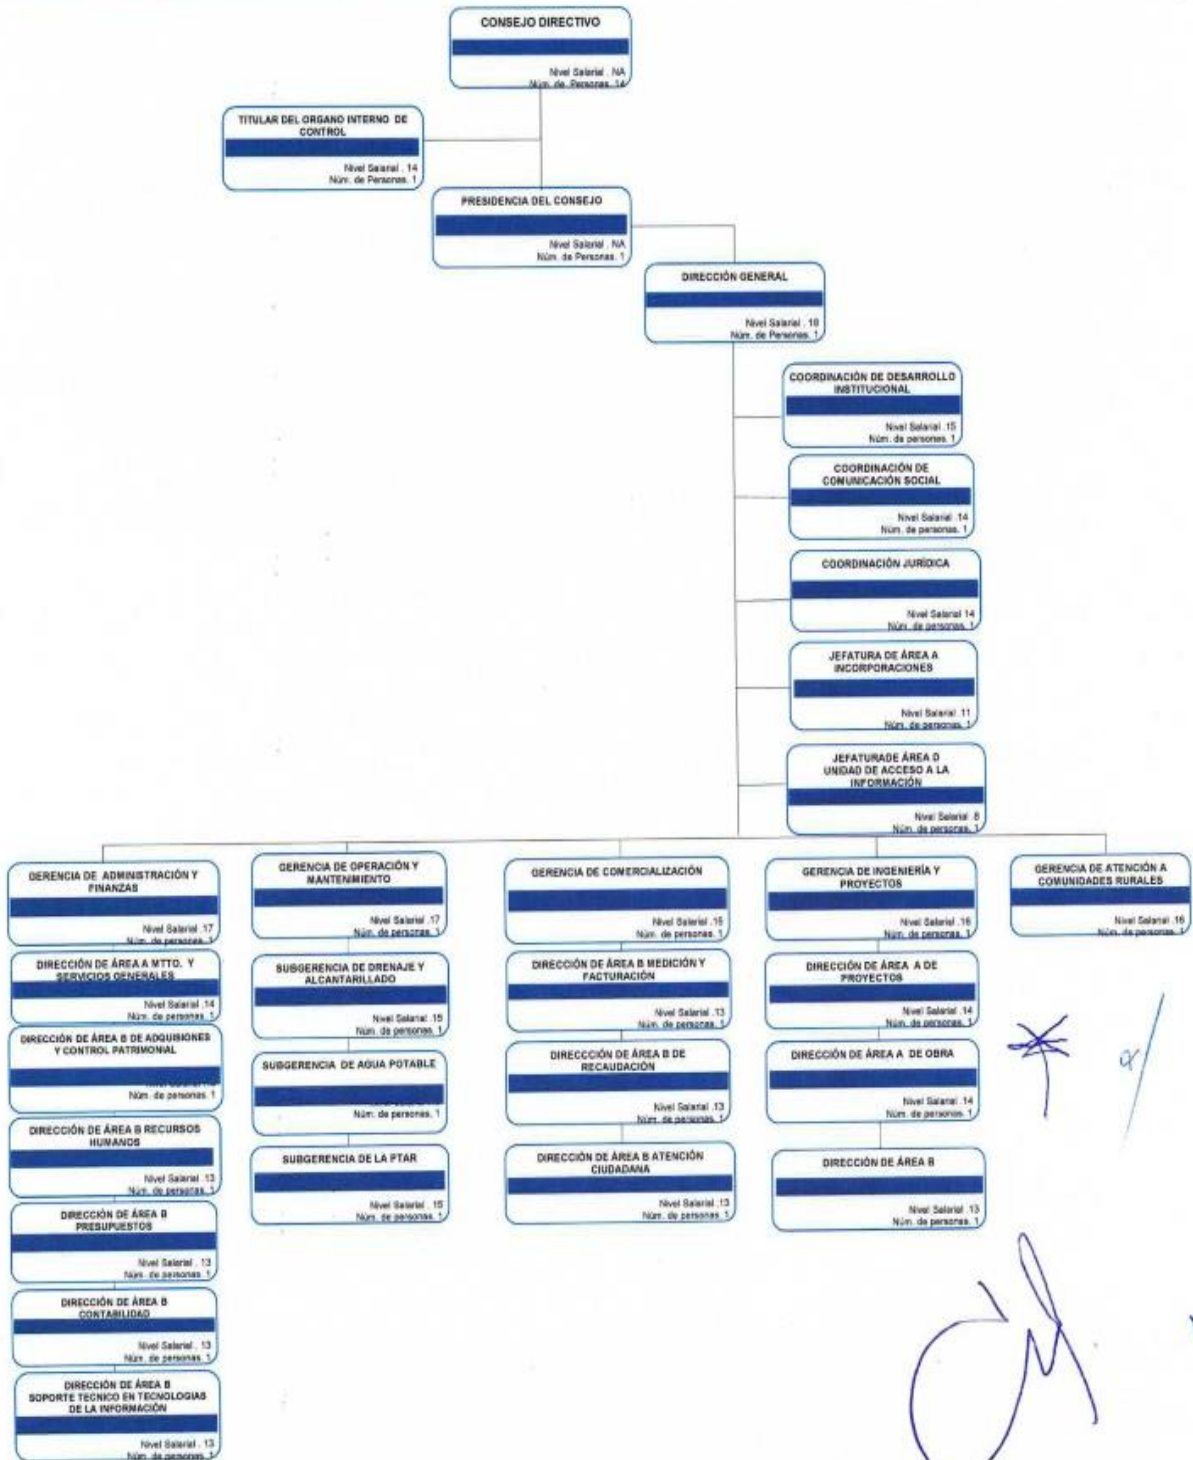 CONSEJO DIRECTIVO
Nivel Salarial . NA
Núm. de Personas. 14
TITULAR DEL ORGANO INTERNO DE
CONTROL
Nivel Salarial . 14
Núm. de Personas. 1
PRESIDENCIA DEL CONSEJO
Nivel Salarial . NA
Núm. de Personas. 1
DIRECCIÓN GENERAL
Nivel Salarial . 18
Núm. de Personas. 1
COORDINACIÓN DE DESARROLLO
INSTITUCIONAL
Nivel Salarial .15
Núm. de personas. 1
COORDINACIÓN DE
COMUNICACIÓN SOCIAL
Nivel Salarial .14
Núm. de personas. 1
COORDINACIÓN JURÍDICA
Nivel Salarial 14
Núm. de personas. 1
JEFATURA DE ÁREA A
INCORPORACIONES
Nivel Salarial .11
Núm. de personas. 1
JEFATURADE ÁREA D
UNIDAD DE ACCESO A LA
INFORMACIÓN
Nivel Salarial .8
Núm. de personas. 1
GERENCIA DE ADMINISTRACIÓN Y
FINANZAS
Nivel Salarial .17
Núm. de personas. 1
DIRECCIÓN DE ÁREA A MTTO. Y
SERVICIOS GENERALES
Nivel Salarial .14
Núm. de personas. 1
DIRECCIÓN DE ÁREA B DE ADQUISIONES
Y CONTROL PATRIMONIAL
Núm. de personas. 1
DIRECCIÓN DE ÁREA B RECURSOS
HUMANOS
Nivel Salarial .13
Núm. de personas. 1
DIRECCIÓN DE ÁREA B
PRESUPUESTOS
Nivel Salarial . 13
Núm. de personas. 1
DIRECCIÓN DE ÁREA B
CONTABILIDAD
Nivel Salarial . 13
Núm. de personas. 1
DIRECCIÓN DE ÁREA B
SOPORTE TECNICO EN TECNOLOGIAS
DE LA INFORMACIÓN
Nivel Salarial . 13
Núm. de personas. 1
GERENCIA DE OPERACIÓN Y
MANTENIMIENTO
Nivel Salarial .17
Núm. de personas. 1
SUBGERENCIA DE DRENAJE Y
ALCANTARILLADO
Nivel Salarial .15
Núm. de personas. 1
SUBGERENCIA DE AGUA POTABLE
Núm. de personas. 1
SUBGERENCIA DE LA PTAR
Nivel Salarial . 15
Núm. de personas. 1
GERENCIA DE COMERCIALIZACIÓN
Nivel Salarial .15
Núm. de personas. 1
DIRECCIÓN DE ÁREA B MEDICIÓN Y
FACTURACIÓN
Nivel Salarial .13
Núm. de personas. 1
DIRECCCIÓN DE ÁREA B DE
RECAUDACIÓN
Nivel Salarial .13
Núm. de personas. 1
DIRECCIÓN DE ÁREA B ATENCIÓN
CIUDADANA
Nivel Salarial .13
Núm. de personas. 1
GERENCIA DE INGENIERÍA Y
PROYECTOS
Nivel Salarial .16
Núm. de personas. 1
DIRECCIÓN DE ÁREA A DE
PROYECTOS
Nivel Salarial .14
Núm. de personas. 1
DIRECCIÓN DE ÁREA A DE OBRA
Nivel Salarial .14
Núm. de personas. 1
DIRECCIÓN DE ÁREA B
Nivel Salarial .13
Núm. de personas. 1
GERENCIA DE ATENCIÓN A
COMUNIDADES RURALES
Nivel Salarial .16
Núm. de personas. 1